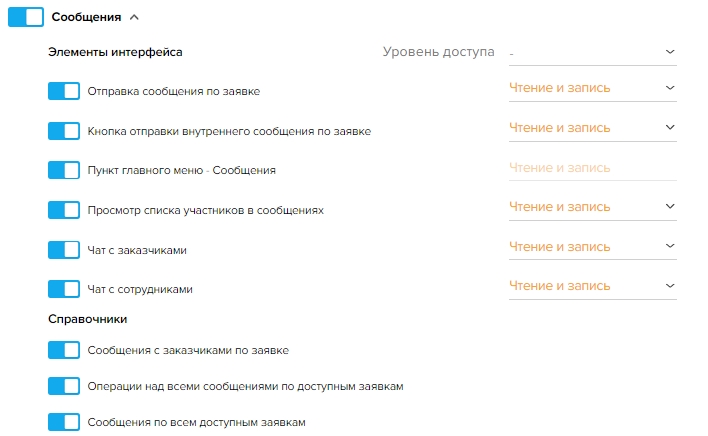 Сообщения
Элементы интерфейса Уровень доступа -
Отправка сообщения по заявке Чтение и запись
Кнопка отправки внутреннего сообщения по заявке Чтение и запись
Пункт главного меню - Сообщения Чтение и запись
Просмотр списка участников в сообщениях Чтение и запись
Чат с заказчиками Чтение и запись
Чат с сотрудниками Чтение и запись
Справочники
Сообщения с заказчиками по заявке
Операции над всеми сообщениями по доступным заявкам
Сообщения по всем доступным заявкам